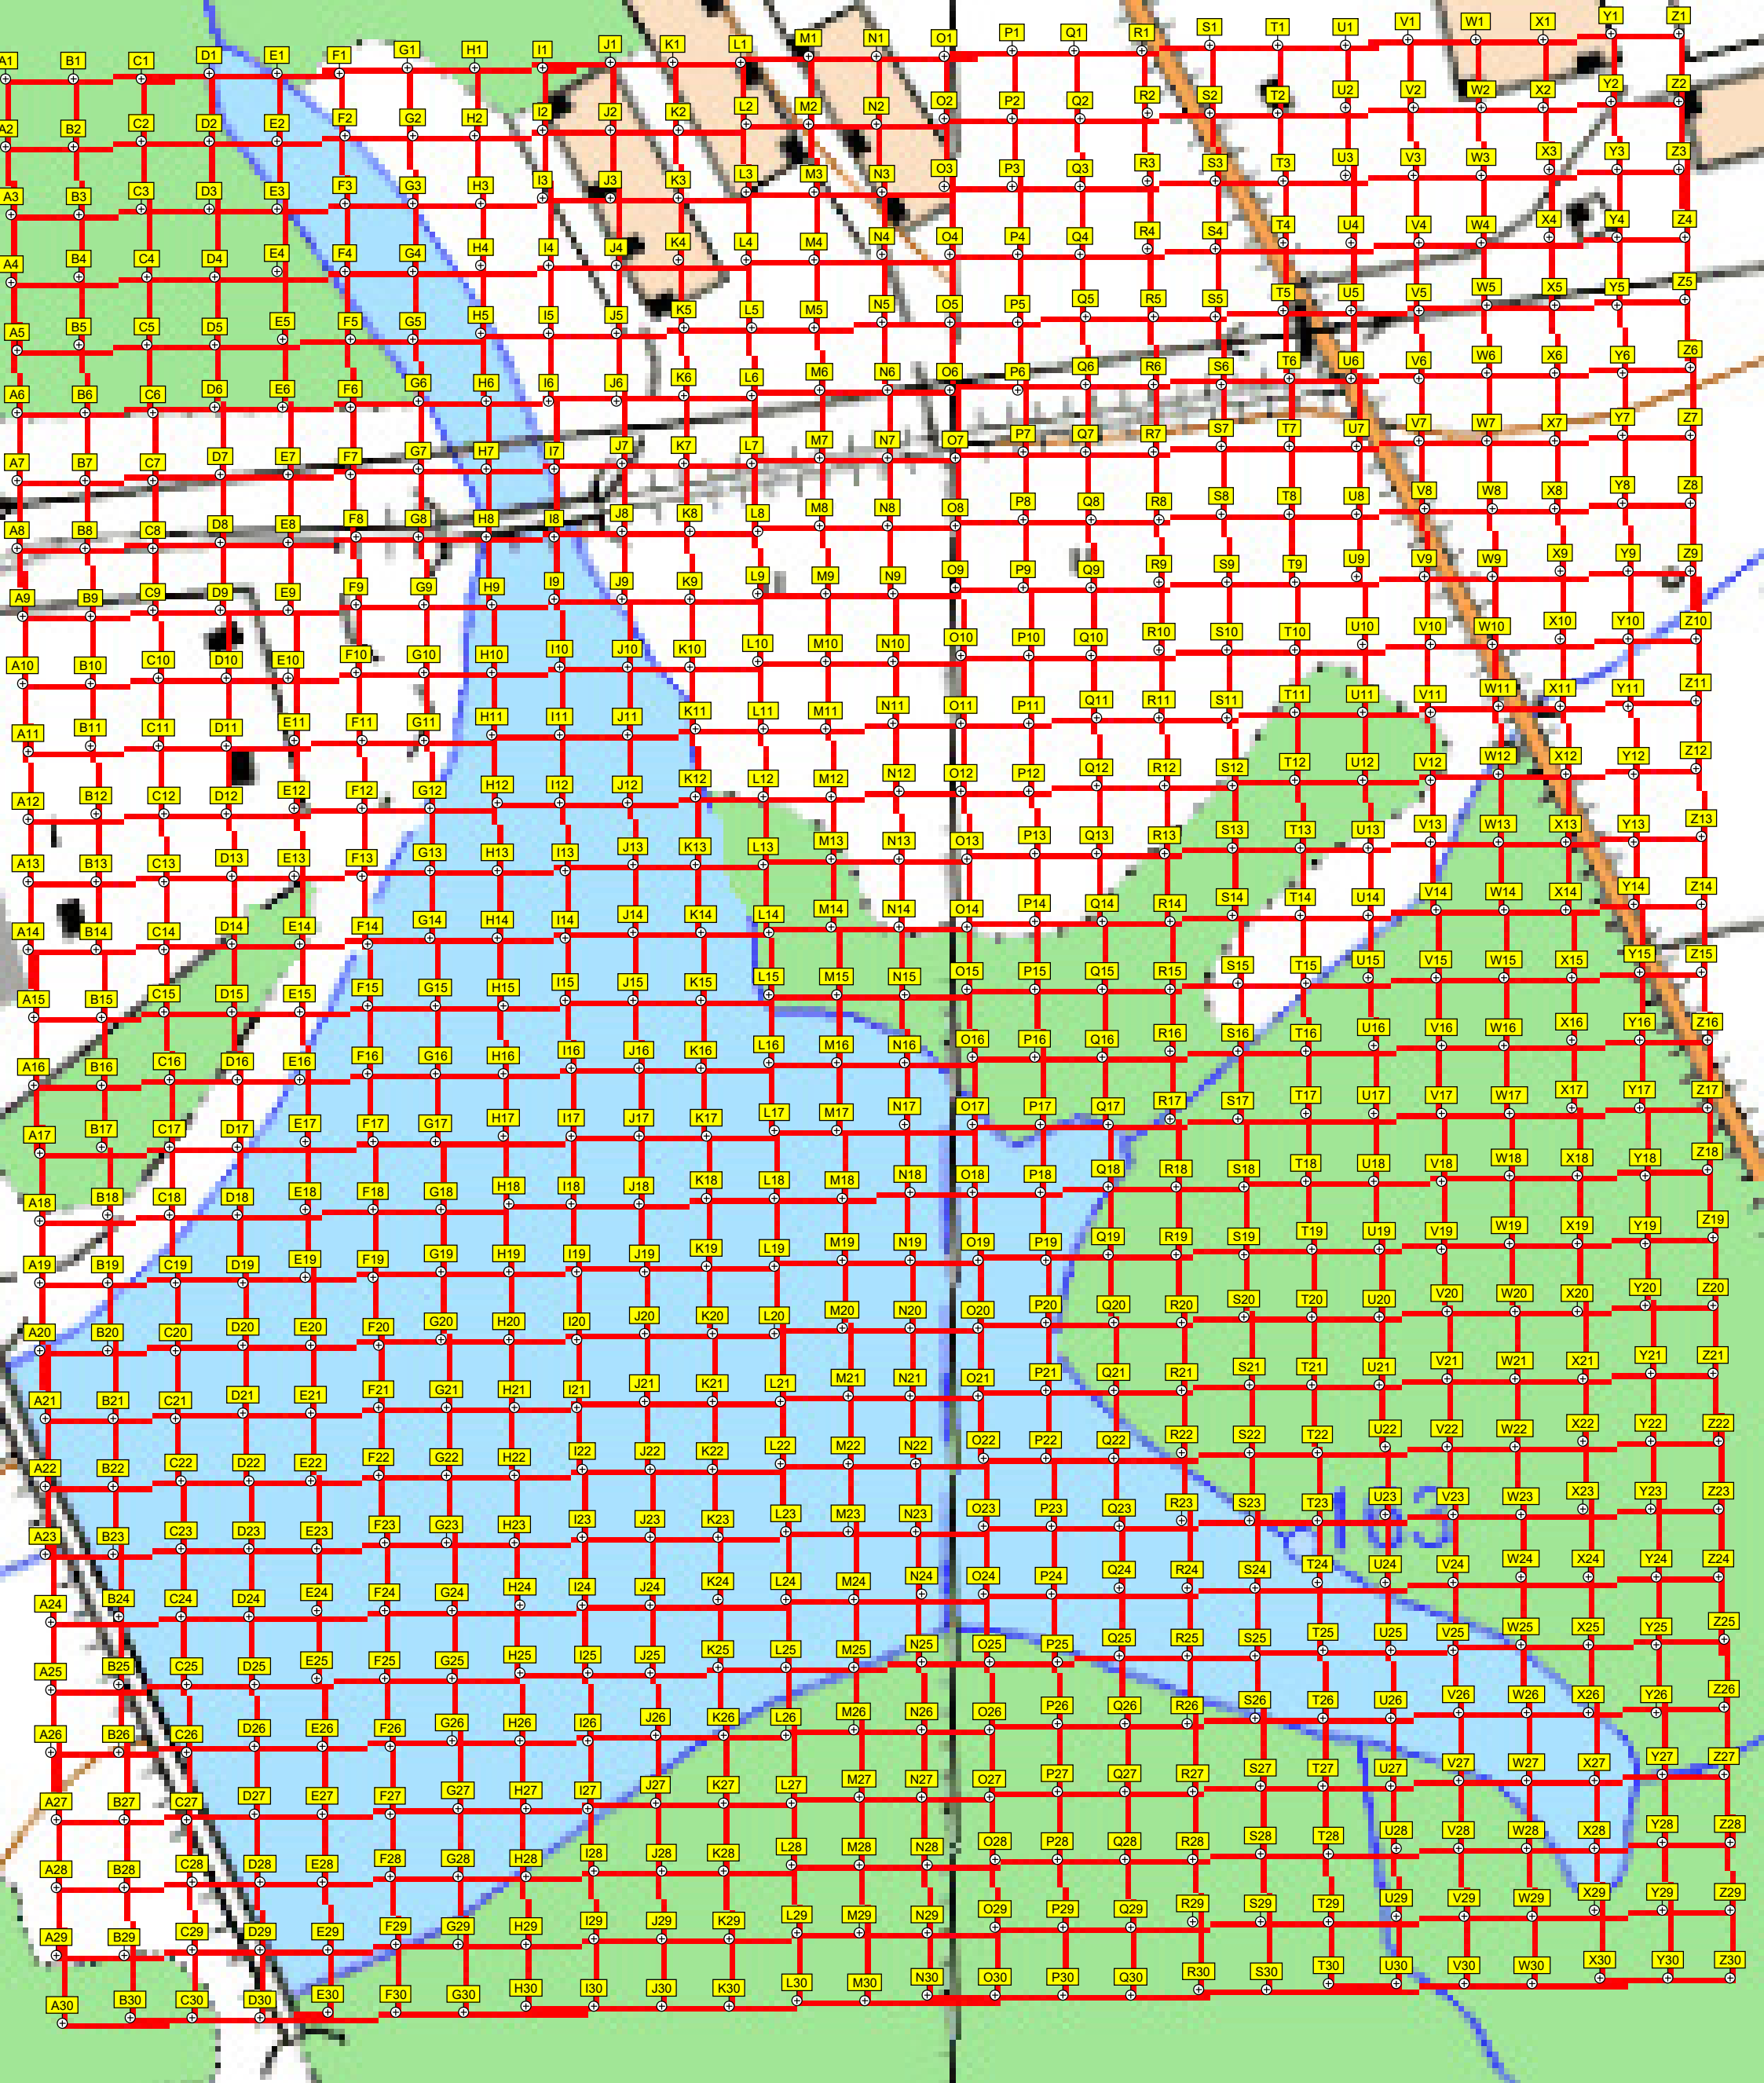 A1 B1 C1 D1 E1 F1 G1 H1 I1 J1 K1 L1 M1 N1 O1 P1 Q1 R1 S1 T1 U1 V1 W1 X1 Y1 Z1
A2 B2 C2 D2 E2 F2 G2 H2 I2 J2 K2 L2 M2 N2 O2 P2 Q2 R2 S2 T2 U2 V2 W2 X2 Y2 Z2
A3 B3 C3 D3 E3 F3 G3 H3 I3 J3 K3 L3 M3 N3 O3 P3 Q3 R3 S3 T3 U3 V3 W3 X3 Y3 Z3
A4 B4 C4 D4 E4 F4 G4 H4 I4 J4 K4 L4 M4 N4 O4 P4 Q4 R4 S4 T4 U4 V4 W4 X4 Y4 Z4
A5 B5 C5 D5 E5 F5 G5 H5 I5 J5 K5 L5 M5 N5 O5 P5 Q5 R5 S5 T5 U5 V5 W5 X5 Y5 Z5
A6 B6 C6 D6 E6 F6 G6 H6 I6 J6 K6 L6 M6 N6 O6 P6 Q6 R6 S6 T6 U6 V6 W6 X6 Y6 Z6
A7 B7 C7 D7 E7 F7 G7 H7 I7 J7 K7 L7 M7 N7 O7 P7 Q7 R7 S7 T7 U7 V7 W7 X7 Y7 Z7
A8 B8 C8 D8 E8 F8 G8 H8 I8 J8 K8 L8 M8 N8 O8 P8 Q8 R8 S8 T8 U8 V8 W8 X8 Y8 Z8
A9 B9 C9 D9 E9 F9 G9 H9 I9 J9 K9 L9 M9 N9 O9 P9 Q9 R9 S9 T9 U9 V9 W9 X9 Y9 Z9
A10 B10 C10 D10 E10 F10 G10 H10 I10 J10 K10 L10 M10 N10 O10 P10 Q10 R10 S10 T10 U10 V10 W10 X10 Y10 Z10
A11 B11 C11 D11 E11 F11 G11 H11 I11 J11 K11 L11 M11 N11 O11 P11 Q11 R11 S11 T11 U11 V11 W11 X11 Y11 Z11
A12 B12 C12 D12 E12 F12 G12 H12 I12 J12 K12 L12 M12 N12 O12 P12 Q12 R12 S12 T12 U12 V12 W12 X12 Y12 Z12
A13 B13 C13 D13 E13 F13 G13 H13 I13 J13 K13 L13 M13 N13 O13 P13 Q13 R13 S13 T13 U13 V13 W13 X13 Y13 Z13
A14 B14 C14 D14 E14 F14 G14 H14 I14 J14 K14 L14 M14 N14 O14 P14 Q14 R14 S14 T14 U14 V14 W14 X14 Y14 Z14
A15 B15 C15 D15 E15 F15 G15 H15 I15 J15 K15 L15 M15 N15 O15 P15 Q15 R15 S15 T15 U15 V15 W15 X15 Y15 Z15
A16 B16 C16 D16 E16 F16 G16 H16 I16 J16 K16 L16 M16 N16 O16 P16 Q16 R16 S16 T16 U16 V16 W16 X16 Y16 Z16
A17 B17 C17 D17 E17 F17 G17 H17 I17 J17 K17 L17 M17 N17 O17 P17 Q17 R17 S17 T17 U17 V17 W17 X17 Y17 Z17
A18 B18 C18 D18 E18 F18 G18 H18 I18 J18 K18 L18 M18 N18 O18 P18 Q18 R18 S18 T18 U18 V18 W18 X18 Y18 Z18
A19 B19 C19 D19 E19 F19 G19 H19 I19 J19 K19 L19 M19 N19 O19 P19 Q19 R19 S19 T19 U19 V19 W19 X19 Y19 Z19
A20 B20 C20 D20 E20 F20 G20 H20 I20 J20 K20 L20 M20 N20 O20 P20 Q20 R20 S20 T20 U20 V20 W20 X20 Y20 Z20
A21 B21 C21 D21 E21 F21 G21 H21 I21 J21 K21 L21 M21 N21 O21 P21 Q21 R21 S21 T21 U21 V21 W21 X21 Y21 Z21
A22 B22 C22 D22 E22 F22 G22 H22 I22 J22 K22 L22 M22 N22 O22 P22 Q22 R22 S22 T22 U22 V22 W22 X22 Y22 Z22
A23 B23 C23 D23 E23 F23 G23 H23 I23 J23 K23 L23 M23 N23 O23 P23 Q23 R23 S23 T23 U23 V23 W23 X23 Y23 Z23
A24 B24 C24 D24 E24 F24 G24 H24 I24 J24 K24 L24 M24 N24 O24 P24 Q24 R24 S24 T24 U24 V24 W24 X24 Y24 Z24
A25 B25 C25 D25 E25 F25 G25 H25 I25 J25 K25 L25 M25 N25 O25 P25 Q25 R25 S25 T25 U25 V25 W25 X25 Y25 Z25
A26 B26 C26 D26 E26 F26 G26 H26 I26 J26 K26 L26 M26 N26 O26 P26 Q26 R26 S26 T26 U26 V26 W26 X26 Y26 Z26
A27 B27 C27 D27 E27 F27 G27 H27 I27 J27 K27 L27 M27 N27 O27 P27 Q27 R27 S27 T27 U27 V27 W27 X27 Y27 Z27
A28 B28 C28 D28 E28 F28 G28 H28 I28 J28 K28 L28 M28 N28 O28 P28 Q28 R28 S28 T28 U28 V28 W28 X28 Y28 Z28
A29 B29 C29 D29 E29 F29 G29 H29 I29 J29 K29 L29 M29 N29 O29 P29 Q29 R29 S29 T29 U29 V29 W29 X29 Y29 Z29
A30 B30 C30 D30 E30 F30 G30 H30 I30 J30 K30 L30 M30 N30 O30 P30 Q30 R30 S30 T30 U30 V30 W30 X30 Y30 Z30